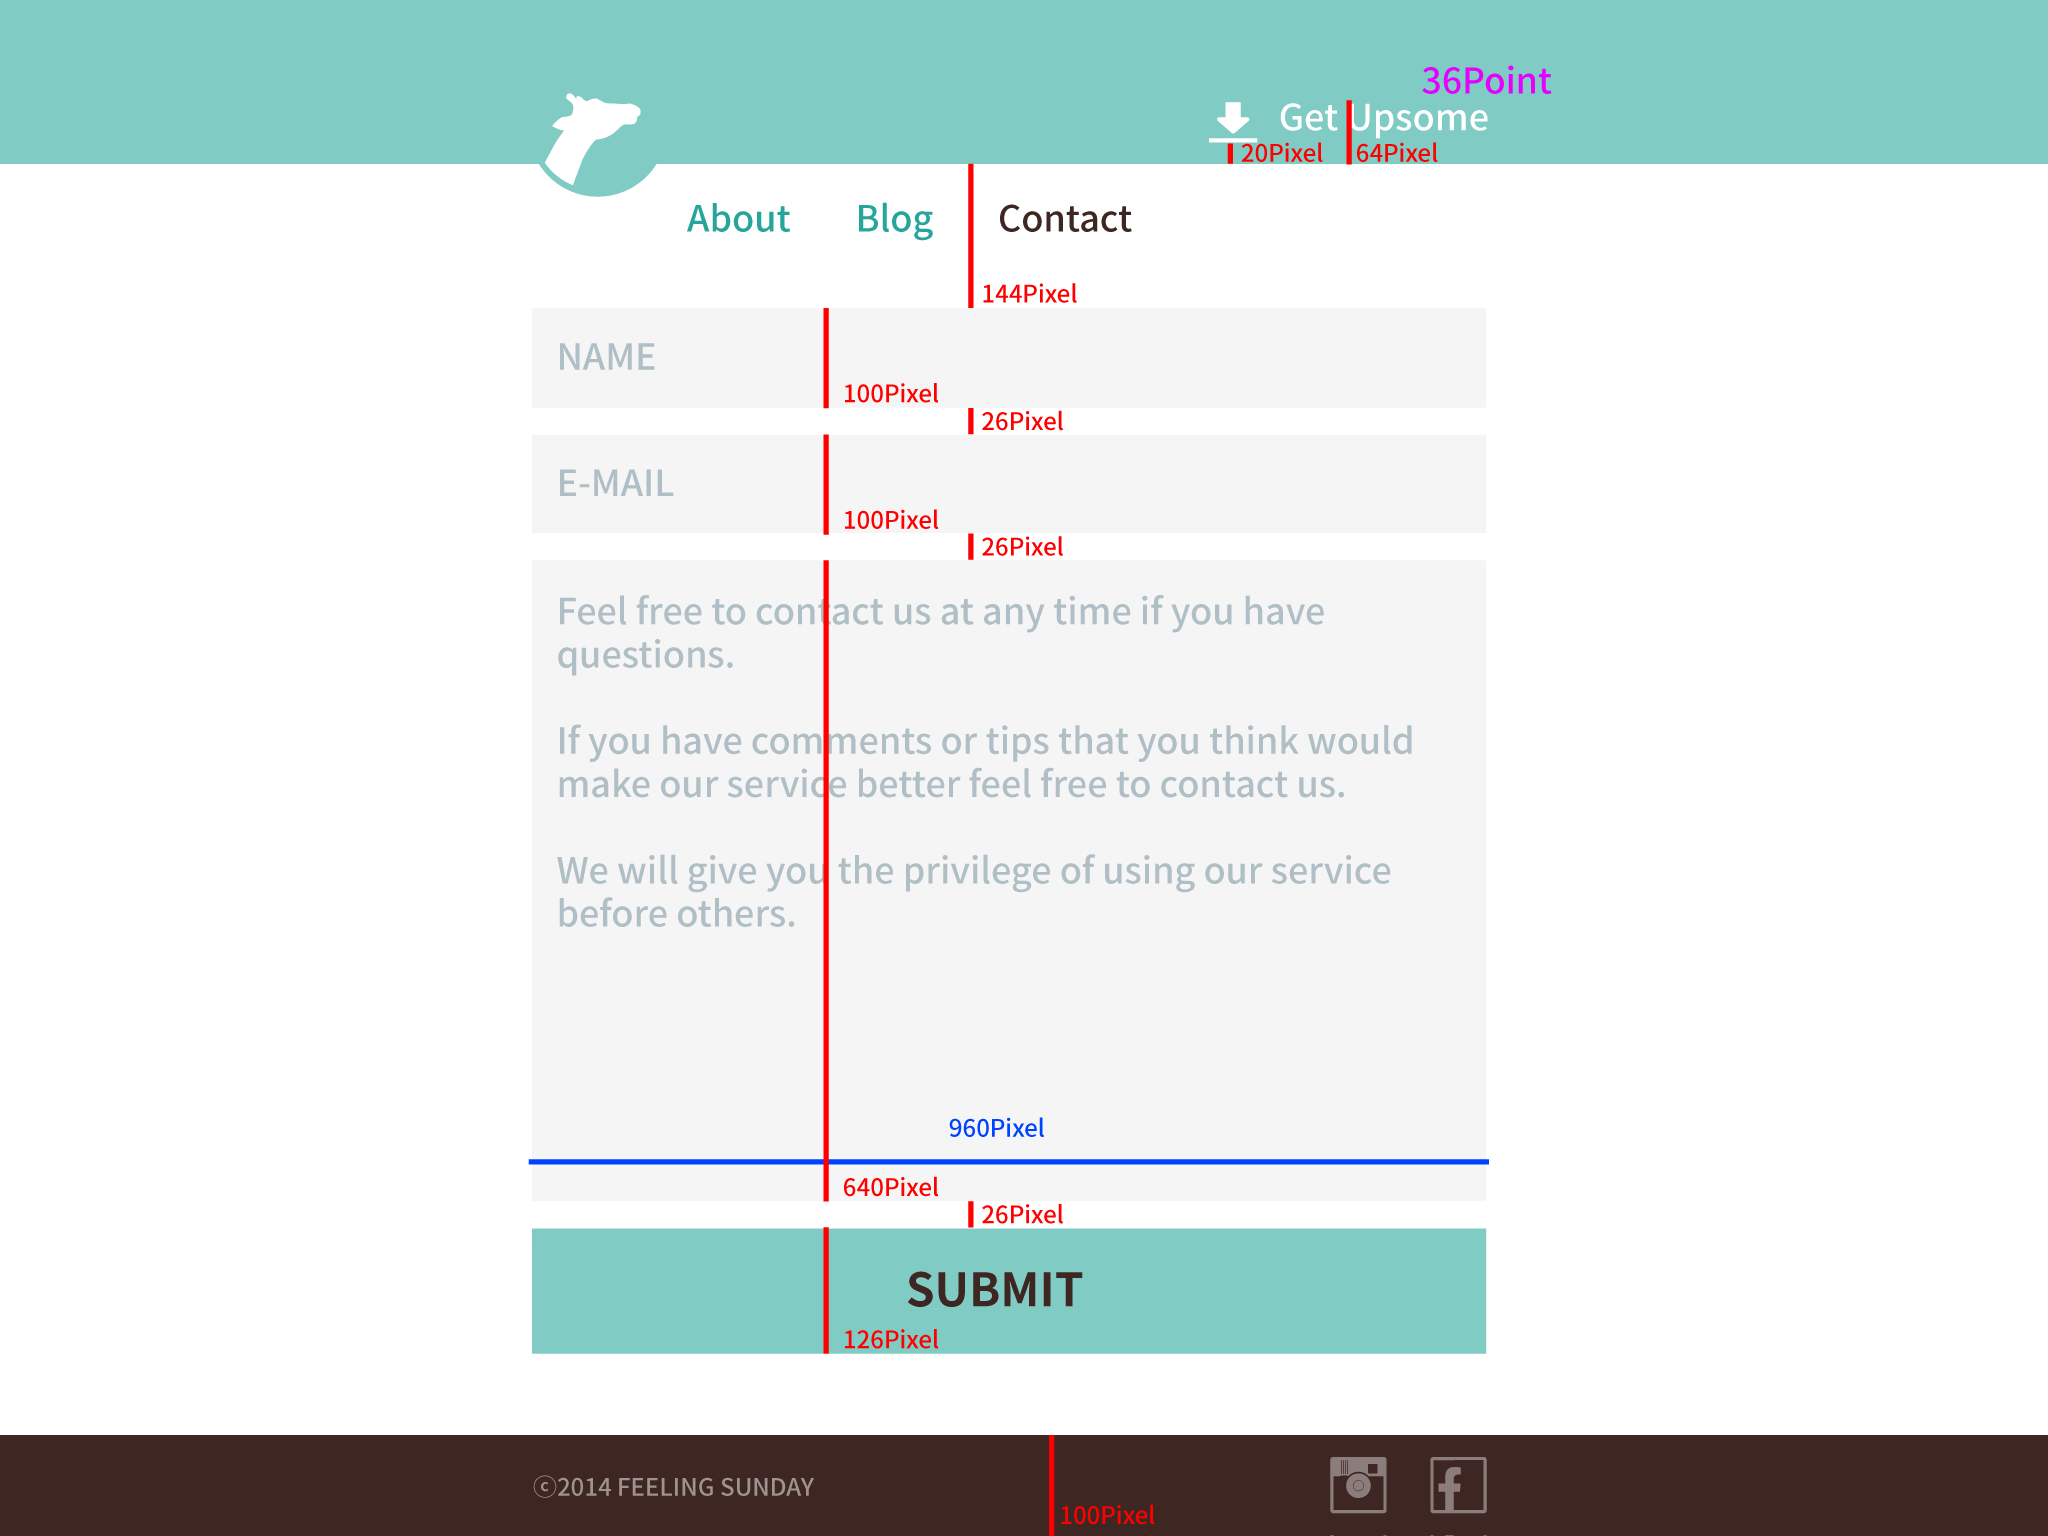 36Point
Get Upsome
20Pixel 64Pixel
About Blog Contact
144Pixel
NAME
100Pixel
26Pixel
E-MAIL
100Pixel
26Pixel
Feel free to contact us at any time if you have
questions.
If you have comments or tips that you think would
make our service better feel free to contact us.
We will give you the privilege of using our service
before others.
960Pixel
640Pixel
26Pixel
SUBMIT
126Pixel
ⓒ2014 FEELING SUNDAY
100Pixel